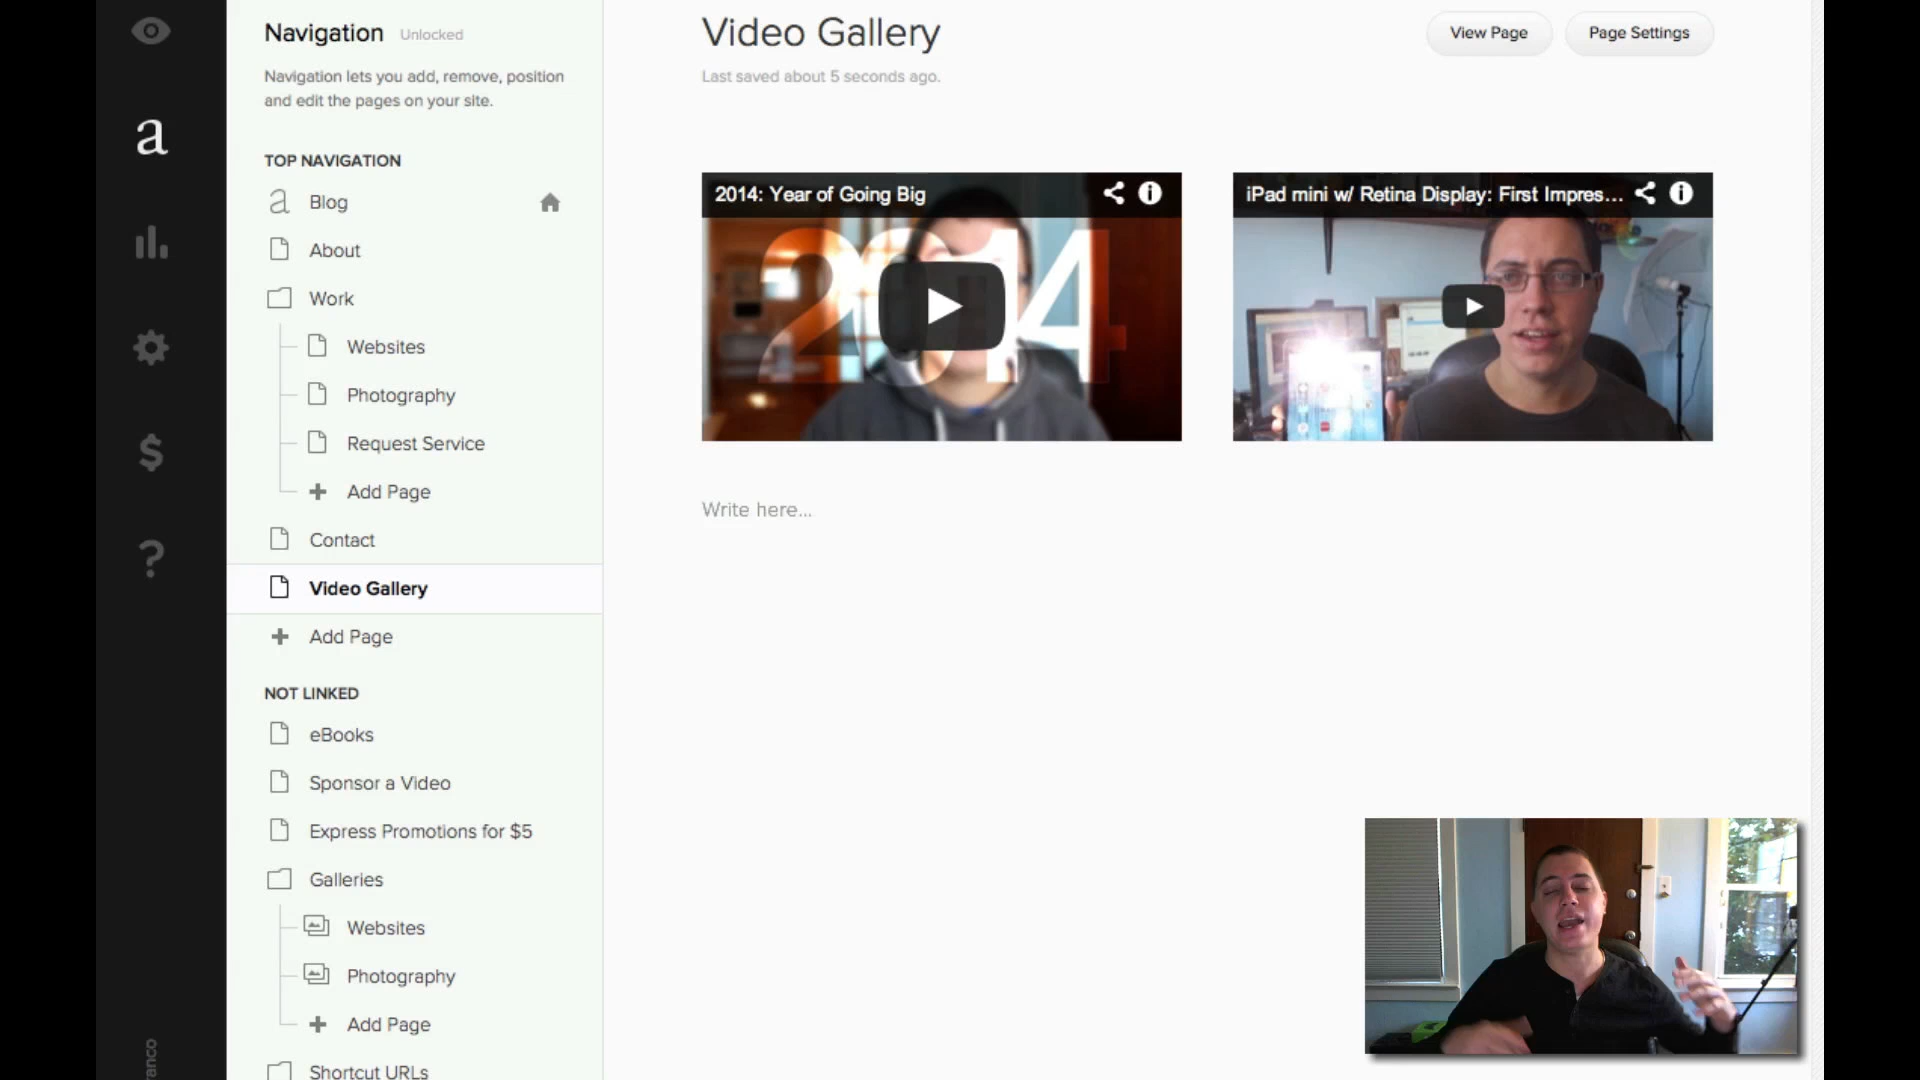 Navigation Unlocked
Navigation lets you add, remove, position
and edit the pages on your site.
TOP NAVIGATION
Blog
About
Work
Websites
Photography
Request Service
Add Page
Contact
Video Gallery
Add Page
NOT LINKED
eBooks
Sponsor a Video
Express Promotions for $5
Galleries
Websites
Photography
Add Page
Shortcut URLs
a
$
?
anco
Video Gallery
View Page
Page Settings
Last saved about 5 seconds ago.
2014: Year of Going Big
2014
iPad mini w/ Retina Display: First Impres...
Write here...